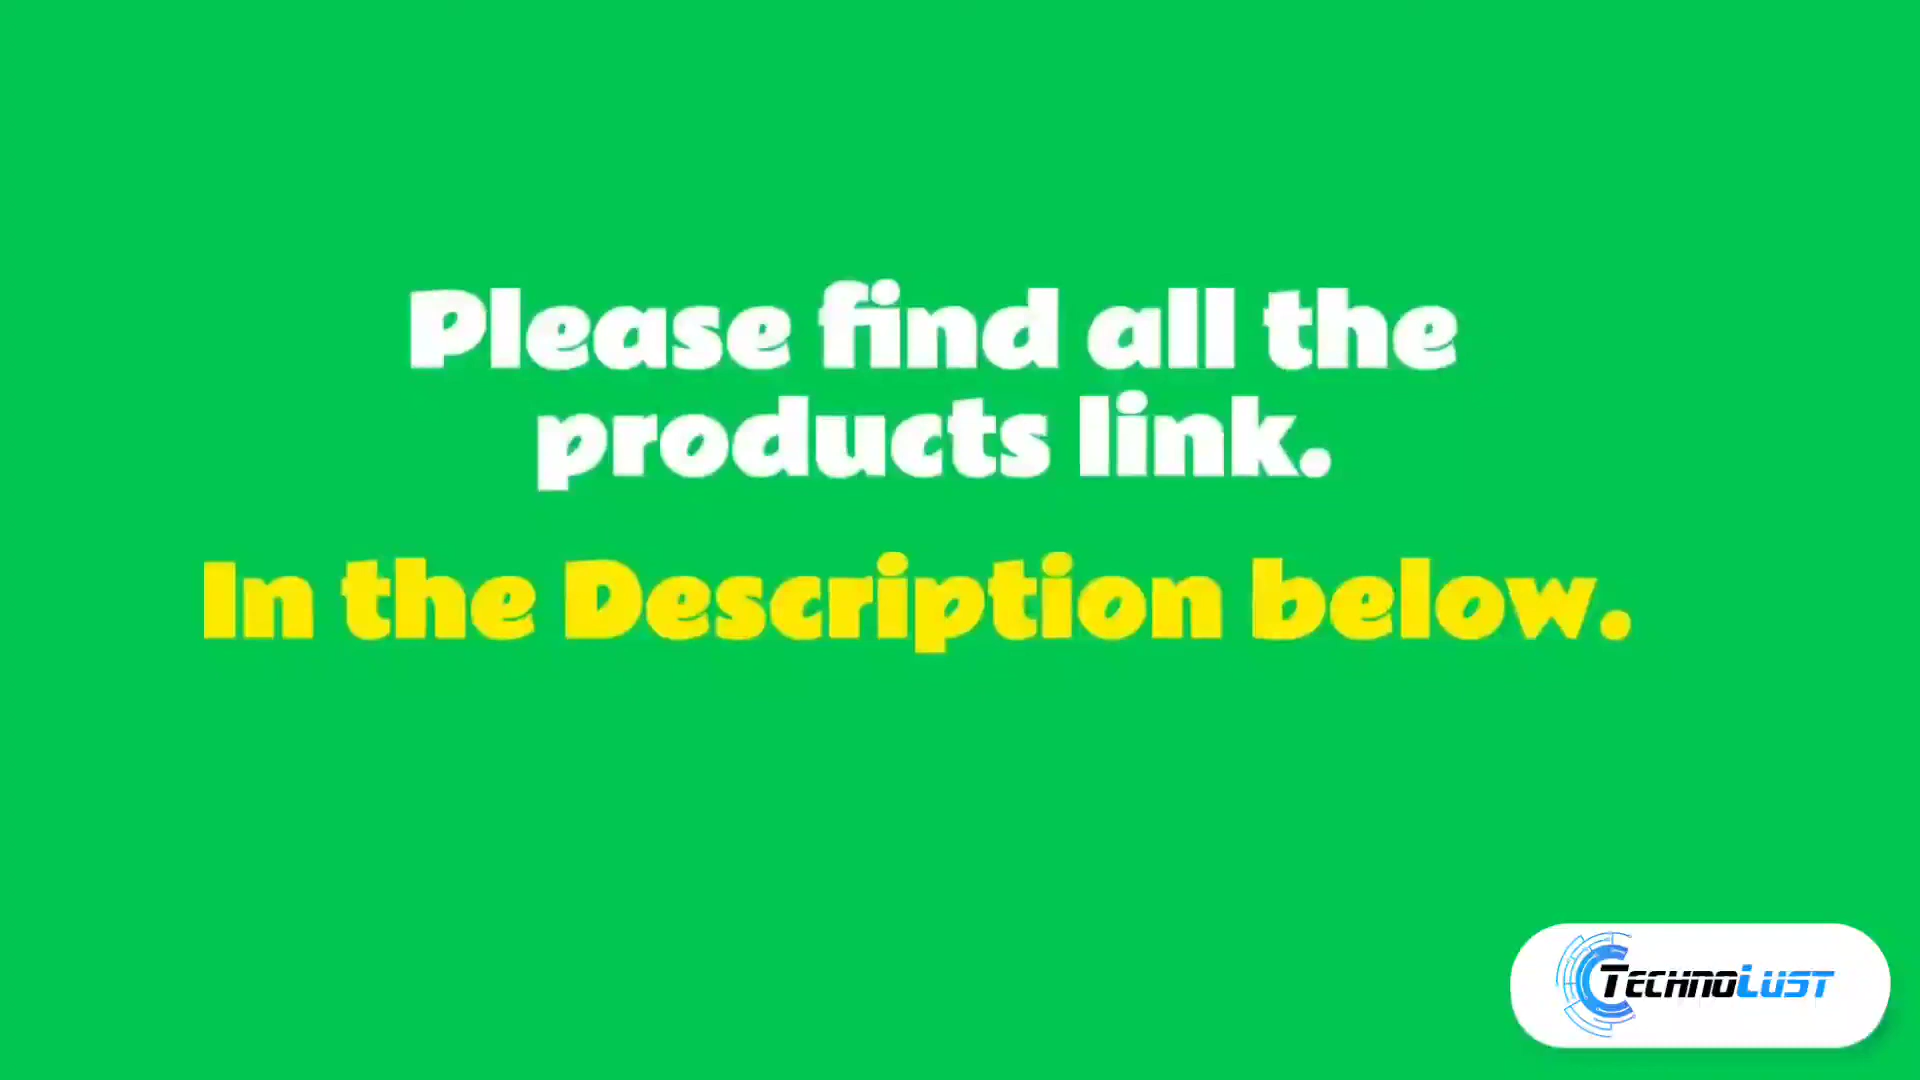 Please find all the
products link.
In the Description below.
TECHNOLUST